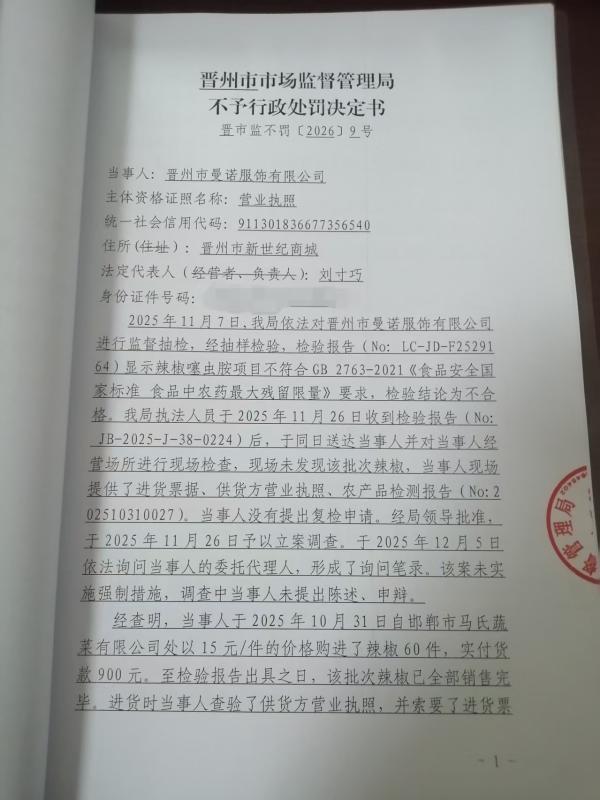 晋州市市场监督管理局
不予行政处罚决定书
晋市监不罚〔2026〕9号
当事人：晋州市曼诺服饰有限公司
主体资格证照名称：营业执照
统一社会信用代码：911301836677356540
住所（住址）：晋州市新世纪商城
法定代表人（经营者、负责人）：刘寸巧
身份证件号码：
2025年11月7日，我局依法对晋州市曼诺服饰有限公司
进行监督抽检，经抽样检验，检验报告（No: LC-JD-F25291
64）显示辣椒噻虫胺项目不符合GB 2763-2021《食品安全国
家标准 食品中农药最大残留限量》要求，检验结论为不合
格。我局执法人员于2025年11月26日收到检验报告（No:
JB-2025-J-38-0224）后，于同日送达当事人并对当事人经
营场所进行现场检查，现场未发现该批次辣椒，当事人现场
提供了进货票据、供货方营业执照、农产品检测报告（No:2
02510310027）。当事人没有提出复检申请。经局领导批准，
于2025年11月26日予以立案调查。于2025年12月5日
依法询问当事人的委托代理人，形成了询问笔录。该案未实
施强制措施，调查中当事人未提出陈述、申辩。
经查明，当事人于2025年10月31日自邯郸市马氏蔬
菜有限公司处以15元/件的价格购进了辣椒60件，实付货
款900元。至检验报告出具之日，该批次辣椒已全部销售完
毕。进货时当事人查验了供货方营业执照，并索要了进货票
督管理局
- 1 -